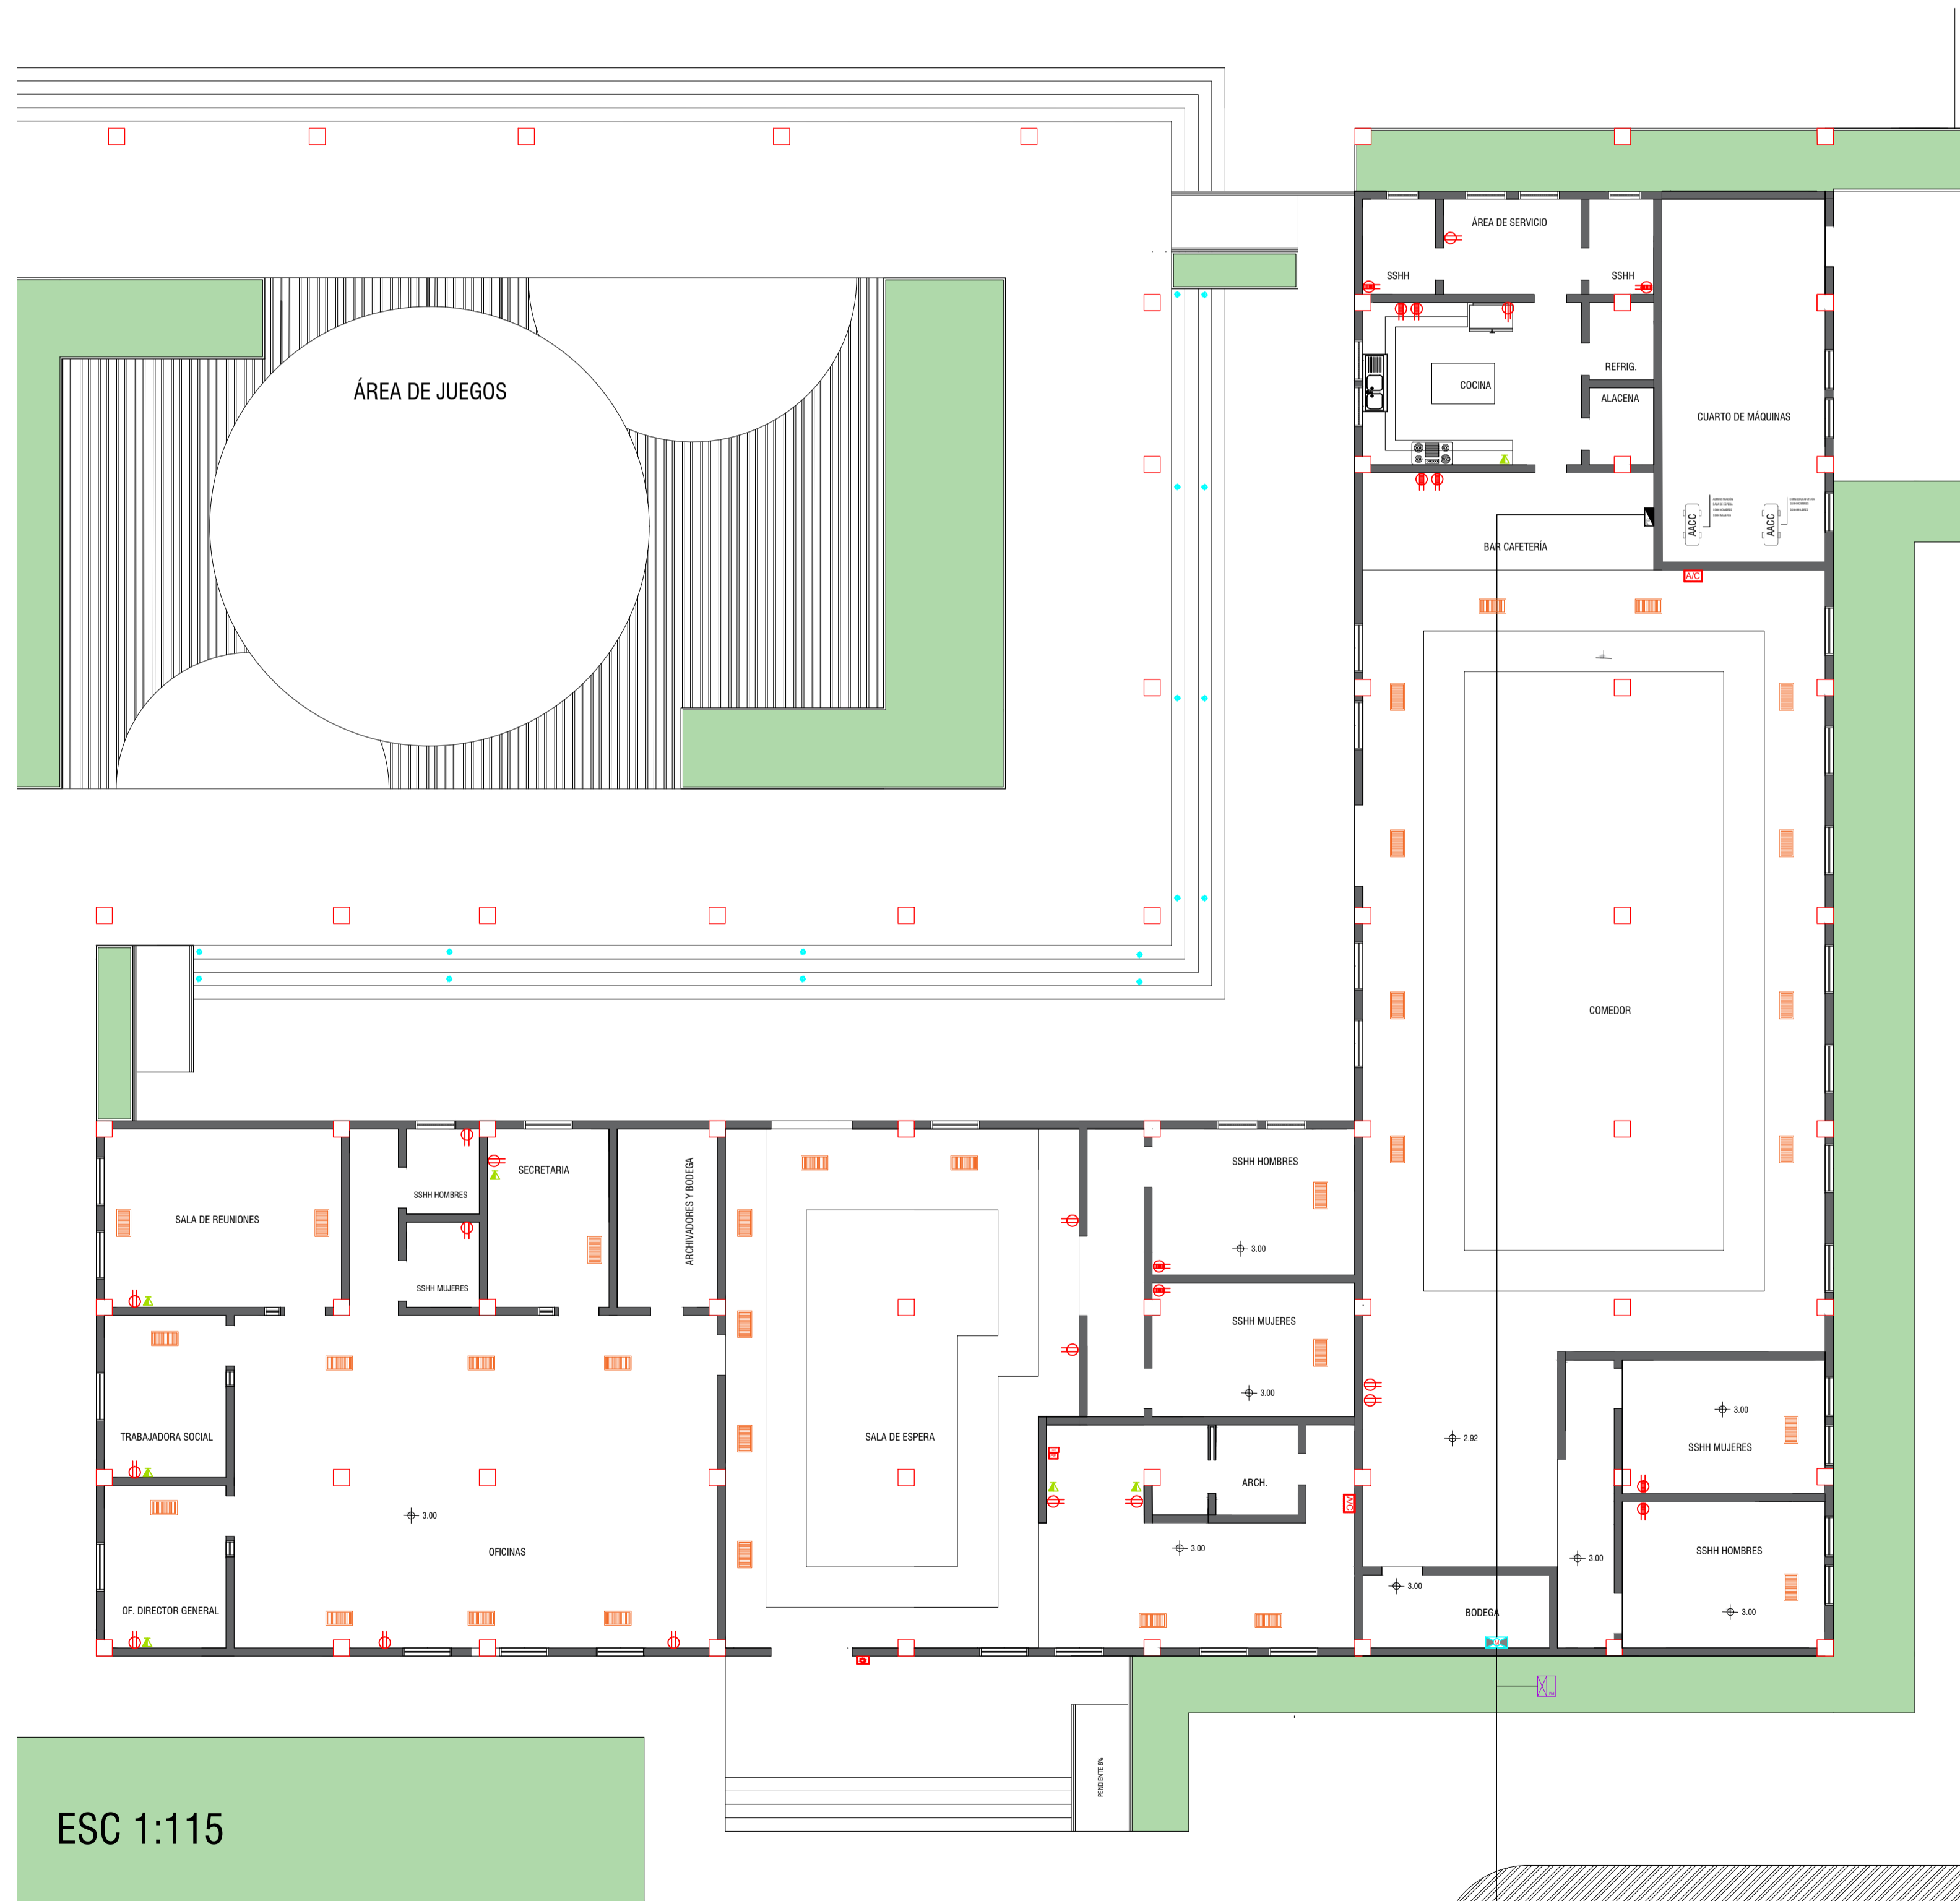 ÁREA DE SERVICIO
SSHH
SSHH
ÁREA DE JUEGOS
REFRIG.
COCINA
ALACENA
CUARTO DE MÁQUINAS
AACC
AACC
BAR CAFETERÍA
A/C
COMEDOR
SECRETARIA
SSHH HOMBRES
SSHH HOMBRES
ARCHIVADORES Y BODEGA
SALA DE REUNIONES
3.00
SSHH MUJERES
SSHH MUJERES
3.00
3.00
TRABAJADORA SOCIAL
SALA DE ESPERA
2.92
SSHH MUJERES
ARCH.
A/C
3.00
OFICINAS
3.00
3.00
SSHH HOMBRES
3.00
OF. DIRECTOR GENERAL
BODEGA
3.00
PENDIENTE 8%
ESC 1:115